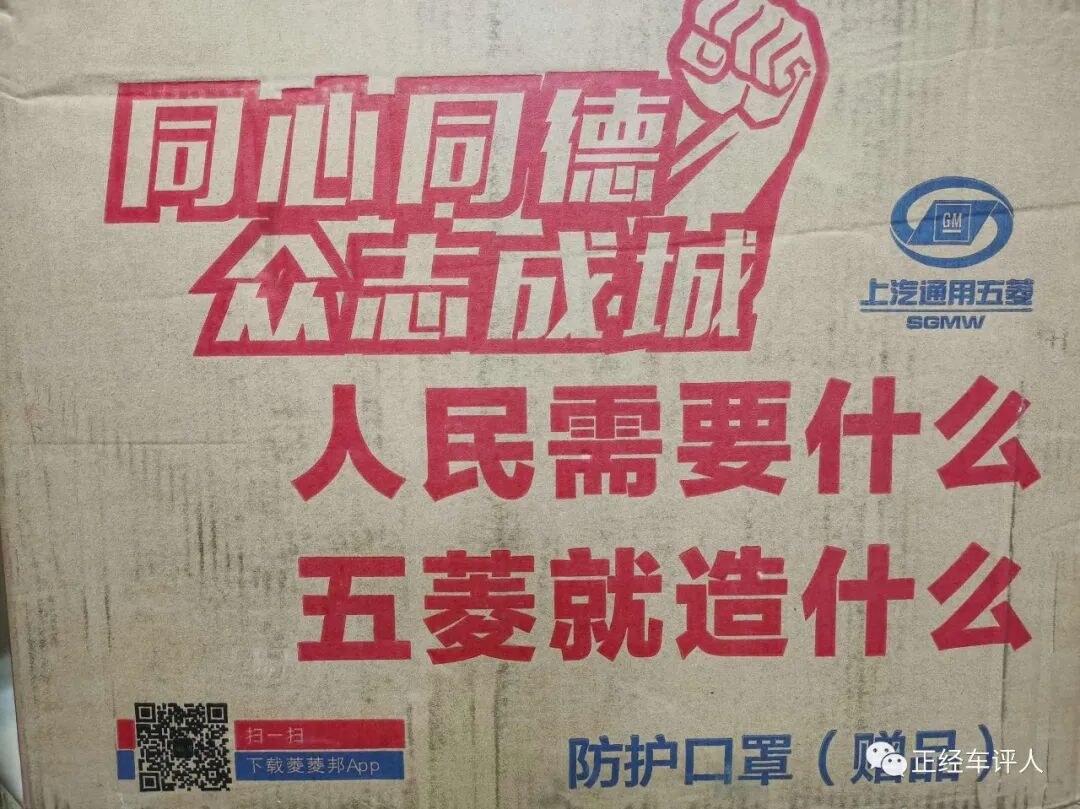 同心同德
众志成城
GM
上汽通用五菱
SGMW
人民需要什么
五菱就造什么
扫一扫
下载菱菱邦App
防护口罩（赠品）
正经车评人